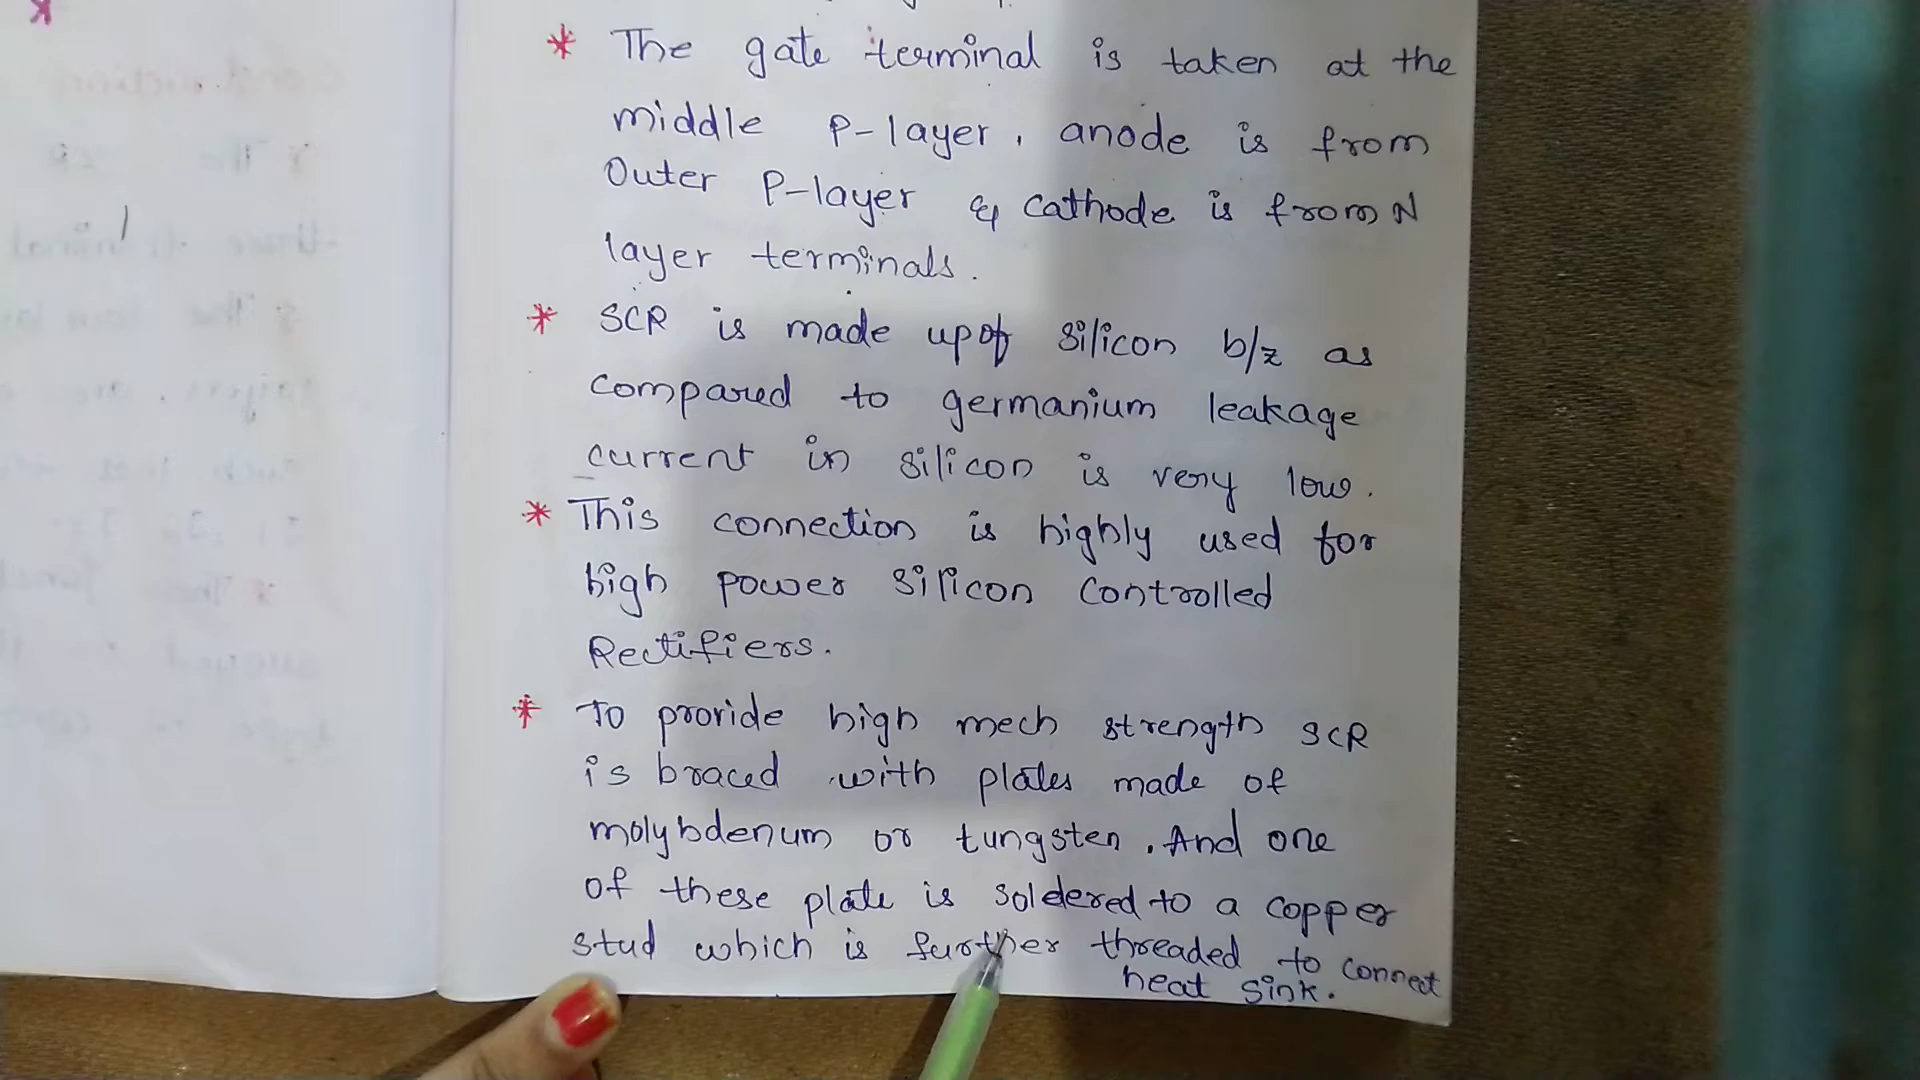 * The gate terminal is taken at the
middle P-layer, anode is from
Outer P-layer & cathode is from N
layer terminals.
* SCR is made up of silicon b/z as
compared to germanium leakage
current in silicon is very low.
* This connection is highly used for
high power silicon controlled
Rectifiers.
* To provide high mech strength SCR
is braced with plates made of
molybdenum or tungsten. And one
of these plate is soldered to a copper
stud which is further threaded to connect
heat sink.